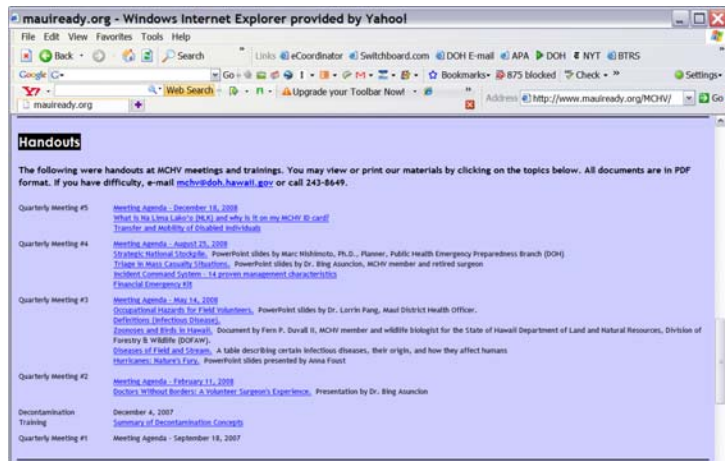 mauiready.org - Windows Internet Explorer provided by Yahoo!
File Edit View Favorites Tools Help
Back Search Links eCoordinator Switchboard.com DOH E-mail APA DOH NYT BTRS
Google Go Bookmarks 875 blocked Check Settings
Web Search Upgrade your Toolbar Now! Address http://www.mauiready.org/MCHV/ Go
mauiready.org
Handouts
The following were handouts at MCHV meetings and trainings. You may view or print our materials by clicking on the topics below. All documents are in PDF
format. If you have difficulty, e-mail mchv@doh.hawaii.gov or call 243-8649.
Quarterly Meeting #5 Meeting Agenda - December 18, 2008
What is Na Lima Lako'o (NLK) and why is it on my MCHV ID card?
Transfer and Mobility of Disabled Individuals
Quarterly Meeting #4 Meeting Agenda - August 25, 2008
Strategic National Stockpile. PowerPoint slides by Marc Nishimoto, Ph.D., Planner, Public Health Emergency Preparedness Branch (DOH)
Triage in Mass Casualty Situations. PowerPoint slides by Dr. Bing Asuncion, MCHV member and retired surgeon
Incident Command System - 14 proven management characteristics
Financial Emergency Kit
Quarterly Meeting #3 Meeting Agenda - May 14, 2008
Occupational Hazards for Field Volunteers. PowerPoint slides by Dr. Lorrin Pang, Maui District Health Officer.
Definitions (Infectious Disease).
Zoonoses and Birds in Hawaii. Document by Fern P. Duvall II, MCHV member and wildlife biologist for the State of Hawaii Department of Land and Natural Resources, Division of
Forestry & Wildlife (DOFAW).
Diseases of Field and Stream. A table describing certain infectious diseases, their origin, and how they affect humans
Hurricanes: Nature's Fury. PowerPoint slides presented by Anna Foust
Quarterly Meeting #2 Meeting Agenda - February 11, 2008
Doctors Without Borders: A Volunteer Surgeon's Experience. Presentation by Dr. Bing Asuncion
Decontamination December 4, 2007
Training Summary of Decontamination Concepts
Quarterly Meeting #1 Meeting Agenda - September 18, 2007